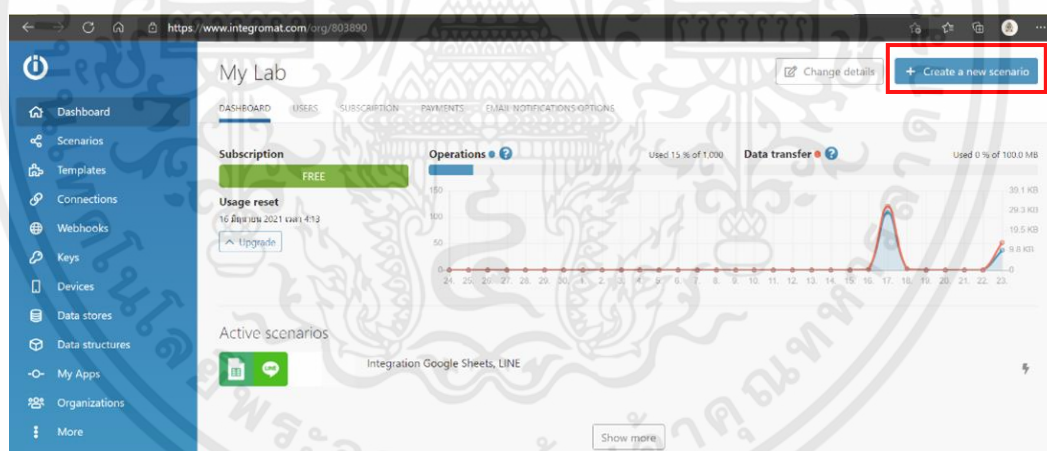 https://www.integromat.com/org/803890
My Lab
Change details
+ Create a new scenario
DASHBOARD USERS SUBSCRIPTION PAYMENTS EMAIL NOTIFICATIONS OPTIONS
Dashboard
Scenarios
Templates
Connections
Webhooks
Keys
Devices
Data stores
Data structures
My Apps
Organizations
More
Subscription
FREE
Usage reset
16 มิถุนายน 2021 เวลา 4:13
Upgrade
Operations ?
Used 15 % of 1,000
Data transfer ?
Used 0 % of 100.0 MB
150
100
50
0
39.1 KB
29.3 KB
19.5 KB
9.8 KB
0
24. 25. 26. 27. 28. 29. 30. 1. 2. 3. 4. 5. 6. 7. 8. 9. 10. 11. 12. 13. 14. 15. 16. 17. 18. 19. 20. 21. 22. 23.
Active scenarios
LINE
Integration Google Sheets, LINE
Show more